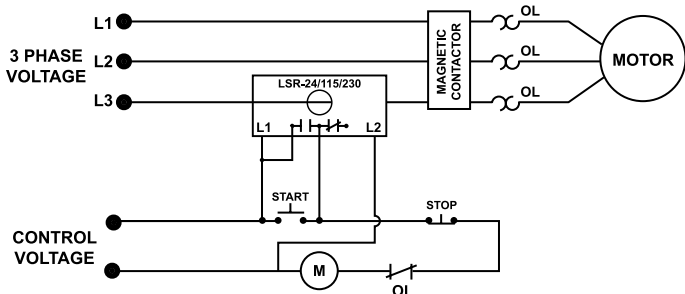 L1
OL
3 PHASE
VOLTAGE
L2
MAGNETIC
CONTACTOR
OL
MOTOR
LSR-24/115/230
L3
OL
L1
L2
START
STOP
CONTROL
VOLTAGE
M
OL